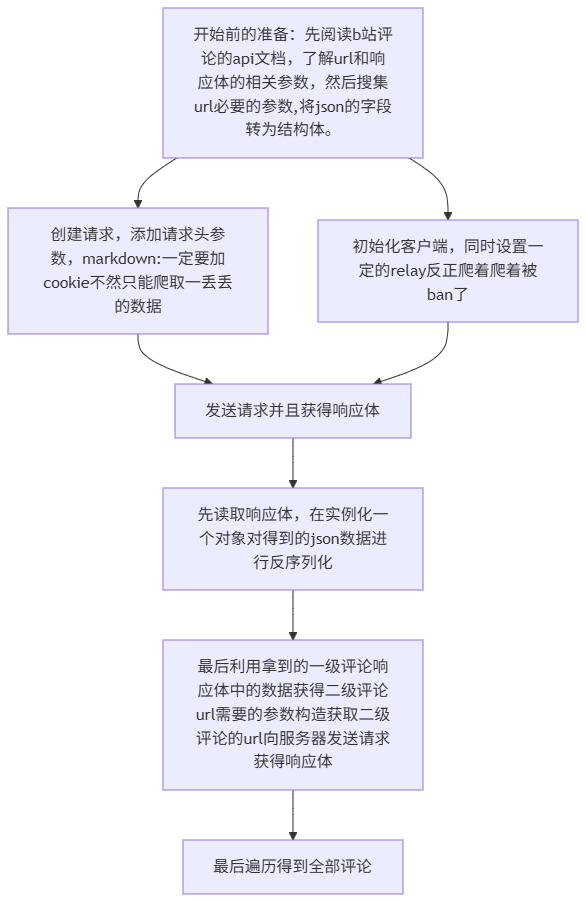 开始前的准备：先阅读b站评
论的api文档，了解url和响
应体的相关参数，然后搜集
url必要的参数,将json的字段
转为结构体。
创建请求，添加请求头参
数，markdown:一定要加
cookie不然只能爬取一丢丢
的数据
初始化客户端，同时设置一
定的relay反正爬着爬着被
ban了
发送请求并且获得响应体
先读取响应体，在实例化一
个对象对得到的json数据进
行反序列化
最后利用拿到的一级评论响
应体中的数据获得二级评论
url需要的参数构造获取二级
评论的url向服务器发送请求
获得响应体
最后遍历得到全部评论